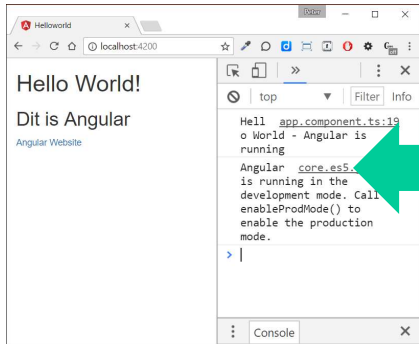 Peter
Helloworld
localhost:4200
Hello World!
Dit is Angular
Angular Website
top
Filter
Info
Hell app.component.ts:19
o World - Angular is
running
Angular core.es5.
is running in the
development mode. Call
enableProdMode() to
enable the production
mode.
Console